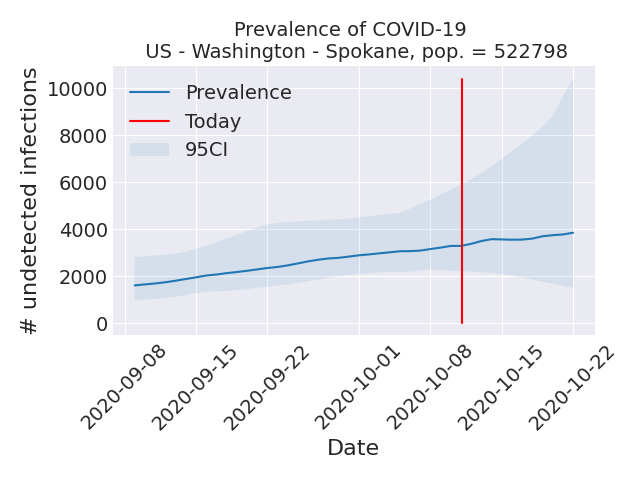 Prevalence of COVID-19
US - Washington - Spokane, pop. = 522798
# undetected infections
10000
8000
6000
4000
2000
0
Prevalence
Today
95CI
2020-09-08
2020-09-15
2020-09-22
2020-10-01
2020-10-08
2020-10-15
2020-10-22
Date